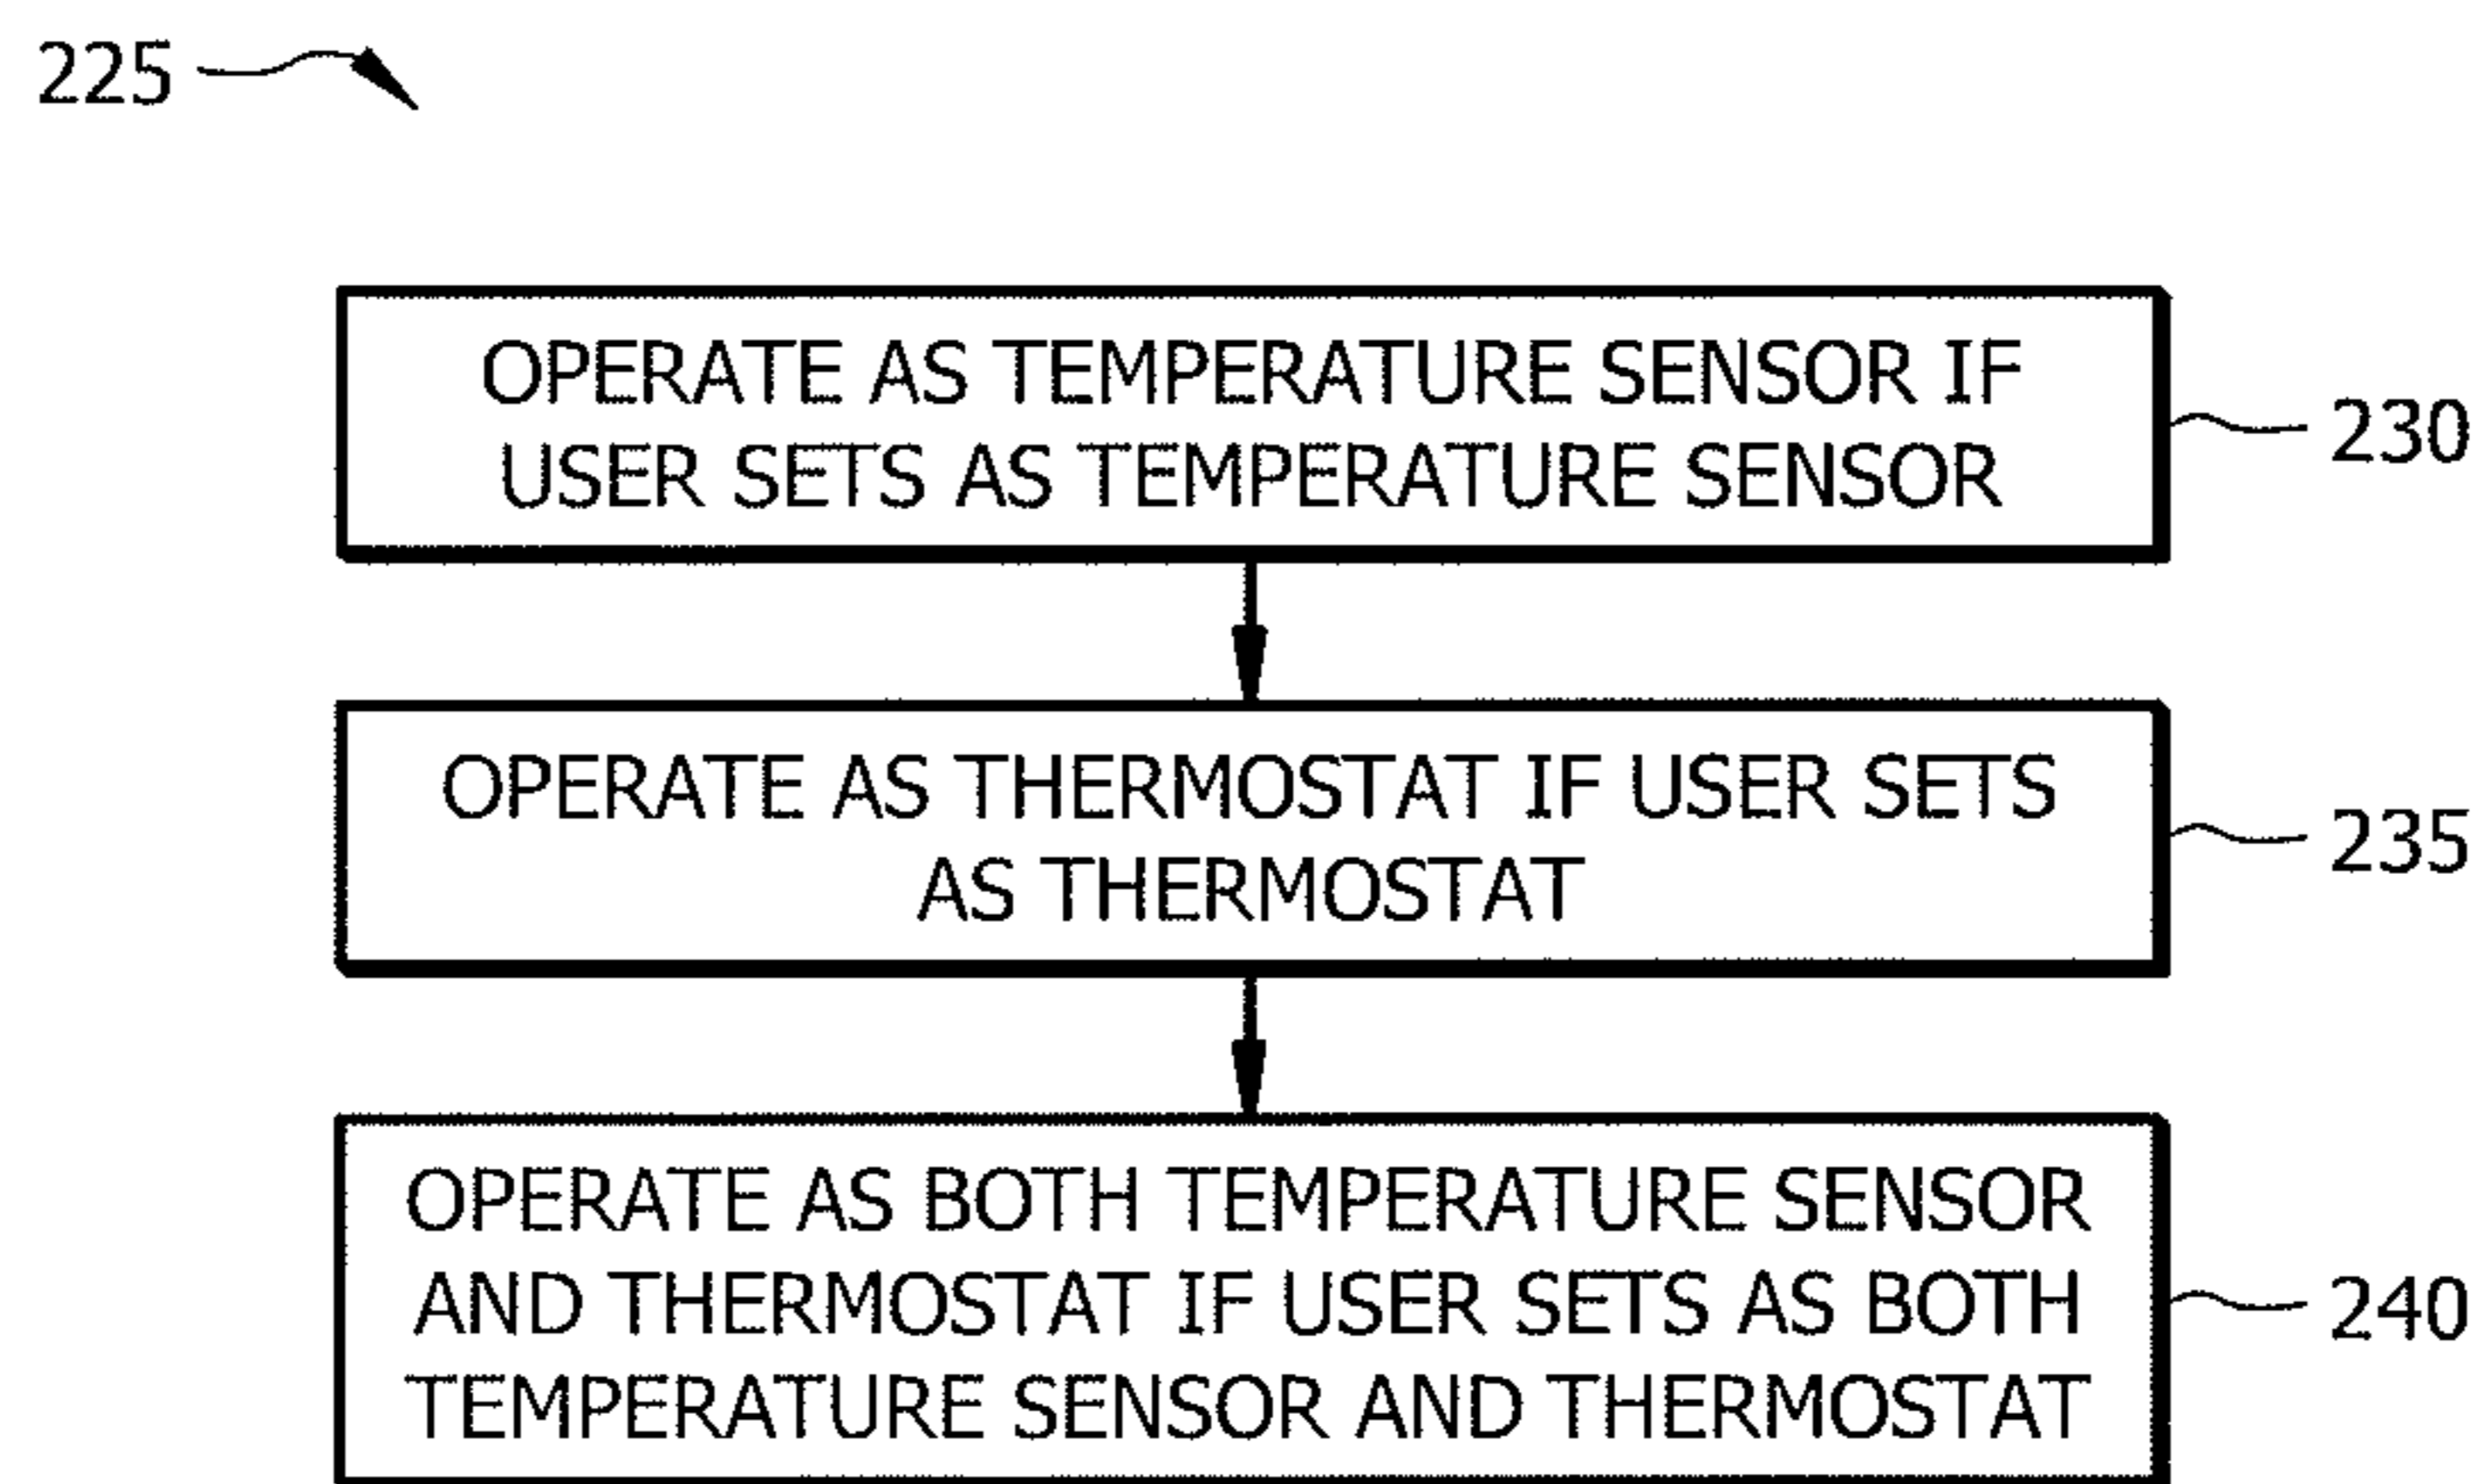 225
OPERATE AS TEMPERATURE SENSOR IF
USER SETS AS TEMPERATURE SENSOR
230
OPERATE AS THERMOSTAT IF USER SETS
AS THERMOSTAT
235
OPERATE AS BOTH TEMPERATURE SENSOR
AND THERMOSTAT IF USER SETS AS BOTH
TEMPERATURE SENSOR AND THERMOSTAT
240